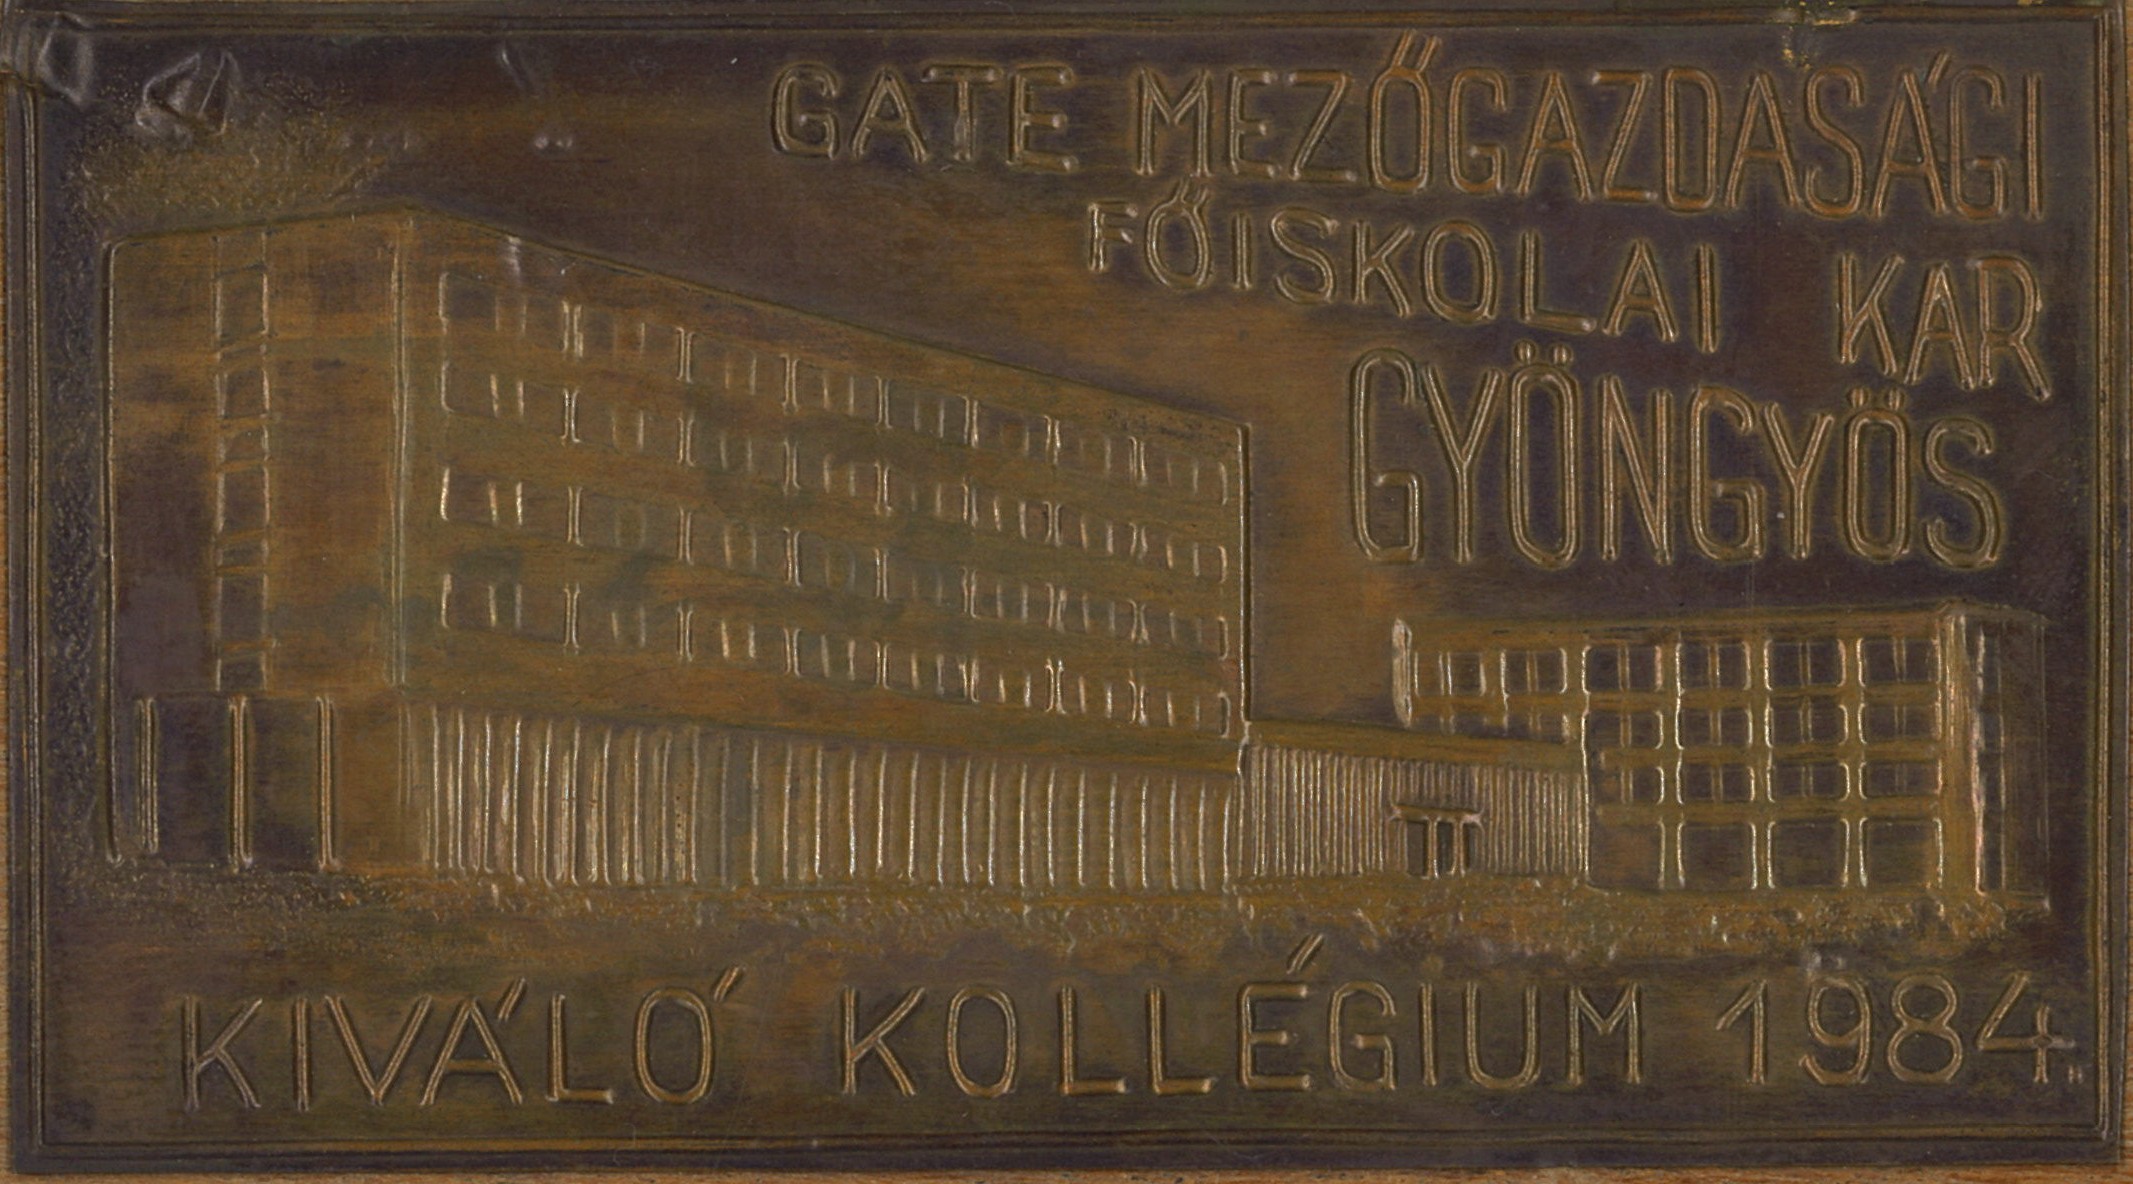 GATE MEZŐGAZDASÁGI
FŐISKOLAI KAR
GYÖNGYÖS
KIVÁLÓ KOLLÉGIUM 1984.